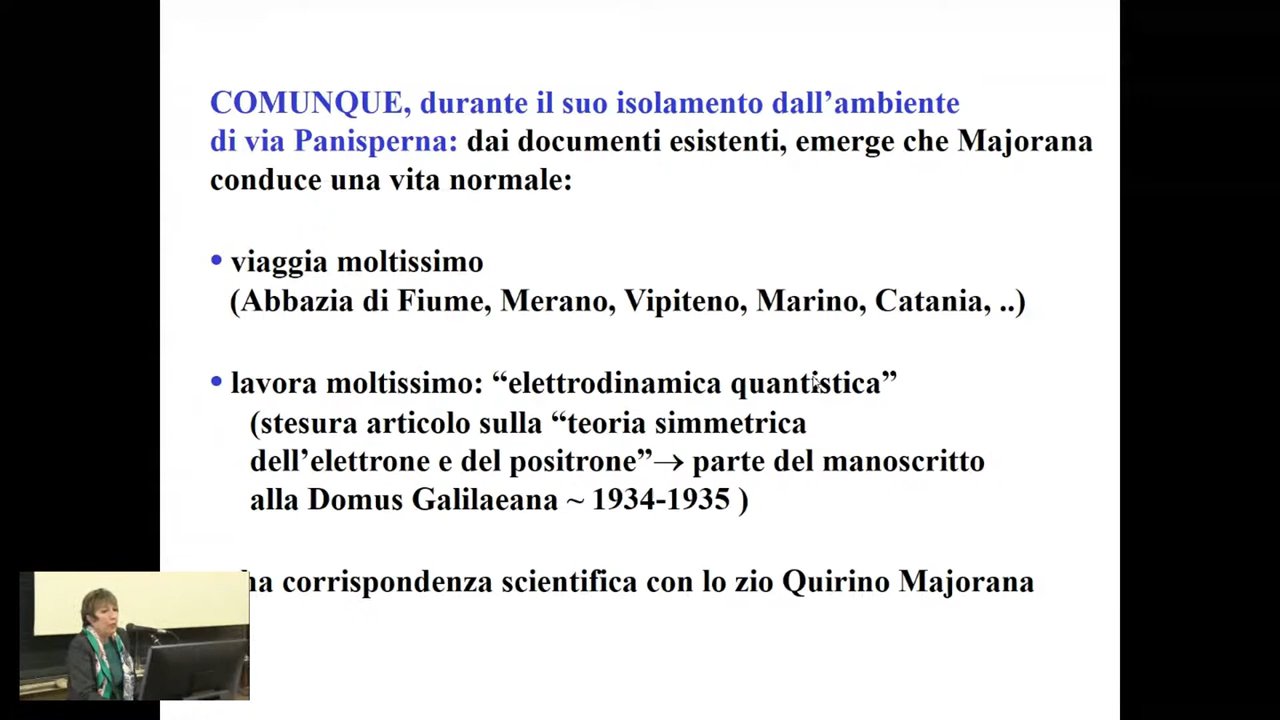 COMUNQUE, durante il suo isolamento dall’ambiente
di via Panisperna: dai documenti esistenti, emerge che Majorana
conduce una vita normale:
• viaggia moltissimo
(Abbazia di Fiume, Merano, Vipiteno, Marino, Catania, ..)
• lavora moltissimo: “elettrodinamica quantistica”
(stesura articolo sulla “teoria simmetrica
dell’elettrone e del positrone”→ parte del manoscritto
alla Domus Galilaeana ~ 1934-1935 )
ha corrispondenza scientifica con lo zio Quirino Majorana